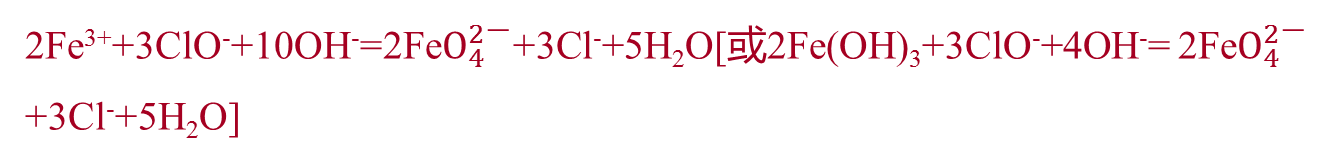 2Fe³⁺+3ClO⁻+10OH⁻=2FeO₄²⁻+3Cl⁻+5H₂O[或2Fe(OH)₃+3ClO⁻+4OH⁻= 2FeO₄²⁻
+3Cl⁻+5H₂O]